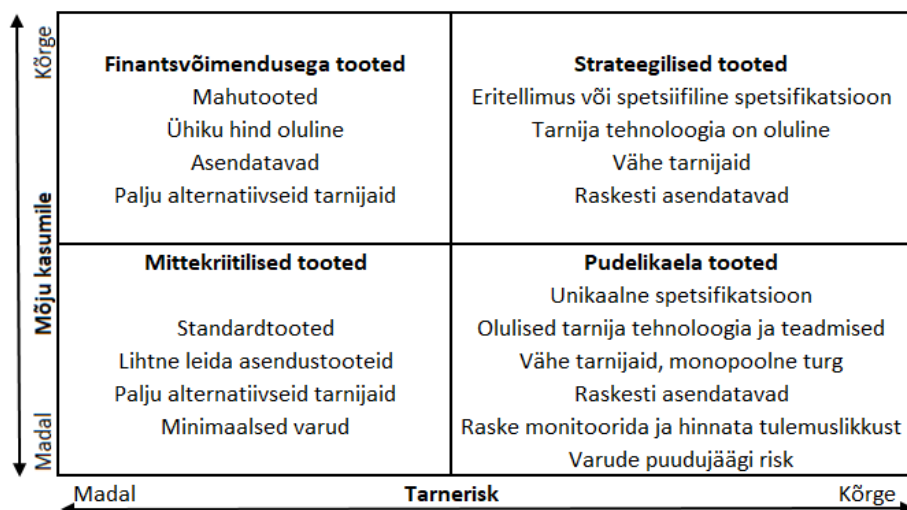 Kõrge
Mõju kasumile
Madal
Finantsvõimendusega tooted
Mahutooted
Ühiku hind oluline
Asendatavad
Palju alternatiivseid tarnijaid
Strateegilised tooted
Eritellimus või spetsiifiline spetsifikatsioon
Tarnija tehnoloogia on oluline
Vähe tarnijaid
Raskesti asendatavad
Mittekriitilised tooted
Standardtooted
Lihtne leida asendustooteid
Palju alternatiivseid tarnijaid
Minimaalsed varud
Pudelikaela tooted
Unikaalne spetsifikatsioon
Olulised tarnija tehnoloogia ja teadmised
Vähe tarnijaid, monopoolne turg
Raskesti asendatavad
Raske monitoorida ja hinnata tulemuslikkust
Varude puudujäägi risk
Madal
Tarnerisk
Kõrge